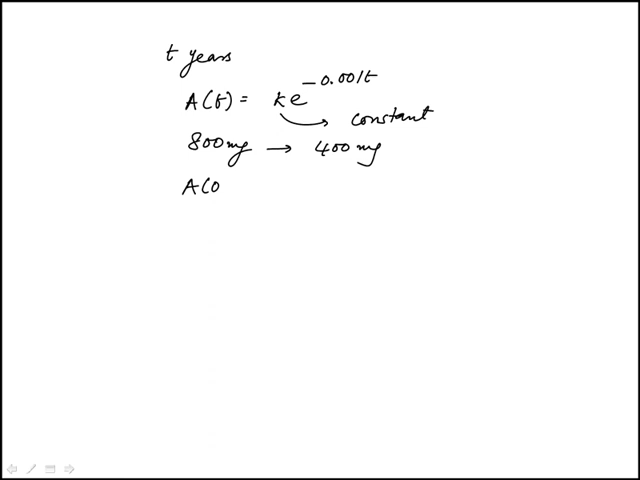 t years
A(t) = ke^{-0.001t}
constant
800mg → 400mg
A(0